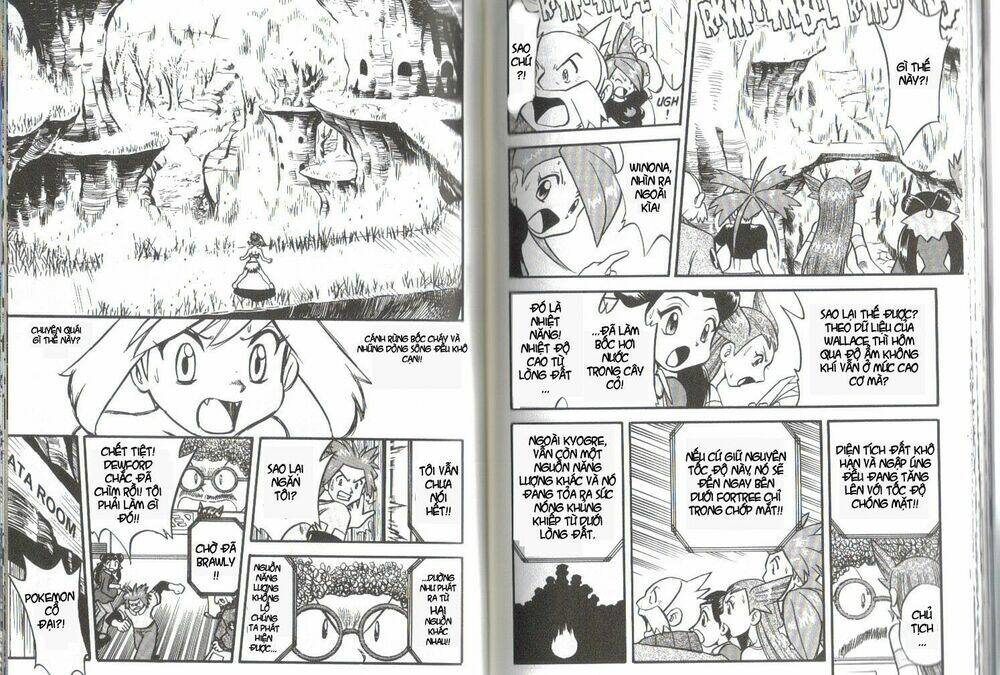 GÌ THẾ
NÀY?!
SAO
CHỨ
?!
UGH
!
WINONA,
NHÌN RA
NGOÀI
KÌA!
SAO LẠI THẾ ĐƯỢC?
THEO DỮ LIỆU CỦA
WALLACE THÌ HÔM
QUA ĐỘ ẨM KHÔNG
KHÍ VẪN Ở MỨC CAO
CƠ MÀ?
...ĐÃ LÀM
BỐC HƠI
NƯỚC
TRONG CÂY
CỎ!
ĐÓ LÀ
NHIỆT
NĂNG!
NHIỆT ĐỘ
CAO TỪ
LÒNG ĐẤT
...
DIỆN TÍCH ĐẤT KHÔ
HẠN VÀ NGẬP ÚNG
ĐỀU ĐANG TĂNG
LÊN VỚI TỐC ĐỘ
CHÓNG MẶT!!
CHỦ
TỊCH
...
NẾU CỨ GIỮ NGUYÊN
TỐC ĐỘ NÀY, NÓ SẼ
ĐẾN NGAY BÊN
DƯỚI FORTREE CHỈ
TRONG CHỚP MẮT!!
NGOÀI KYOGRE,
VẪN CÒN MỘT
NGUỒN NĂNG
LƯỢNG KHÁC VÀ NÓ
ĐANG TỎA RA SỨC
NÓNG KHỦNG
KHIẾP TỪ DƯỚI
LÒNG ĐẤT.
CÁNH RỪNG BỐC CHÁY VÀ
NHỮNG DÒNG SÔNG ĐỀU KHÔ
CẠN!!
CHUYỆN QUÁI
GÌ THẾ NÀY?
TÔI VẪN
CHƯA
NÓI
HẾT!!
SAO LẠI
NGĂN
TÔI?
CHẾT TIỆT!
DEWFORD
CHẮC ĐÃ
CHÌM RỒI! TÔI
PHẢI LÀM GÌ
ĐÓ!!
CHỜ ĐÃ
BRAWLY
!!
...DƯỜNG
NHƯ PHÁT
RA TỪ
HAI
NGUỒN
KHÁC
NHAU!!
NGUỒN
NĂNG
LƯỢNG
KHỔNG
LỒ
CHÚNG
TA PHÁT
HIỆN
ĐƯỢC...
ATA ROOM
POKEMON
CỔ
ĐẠI?!